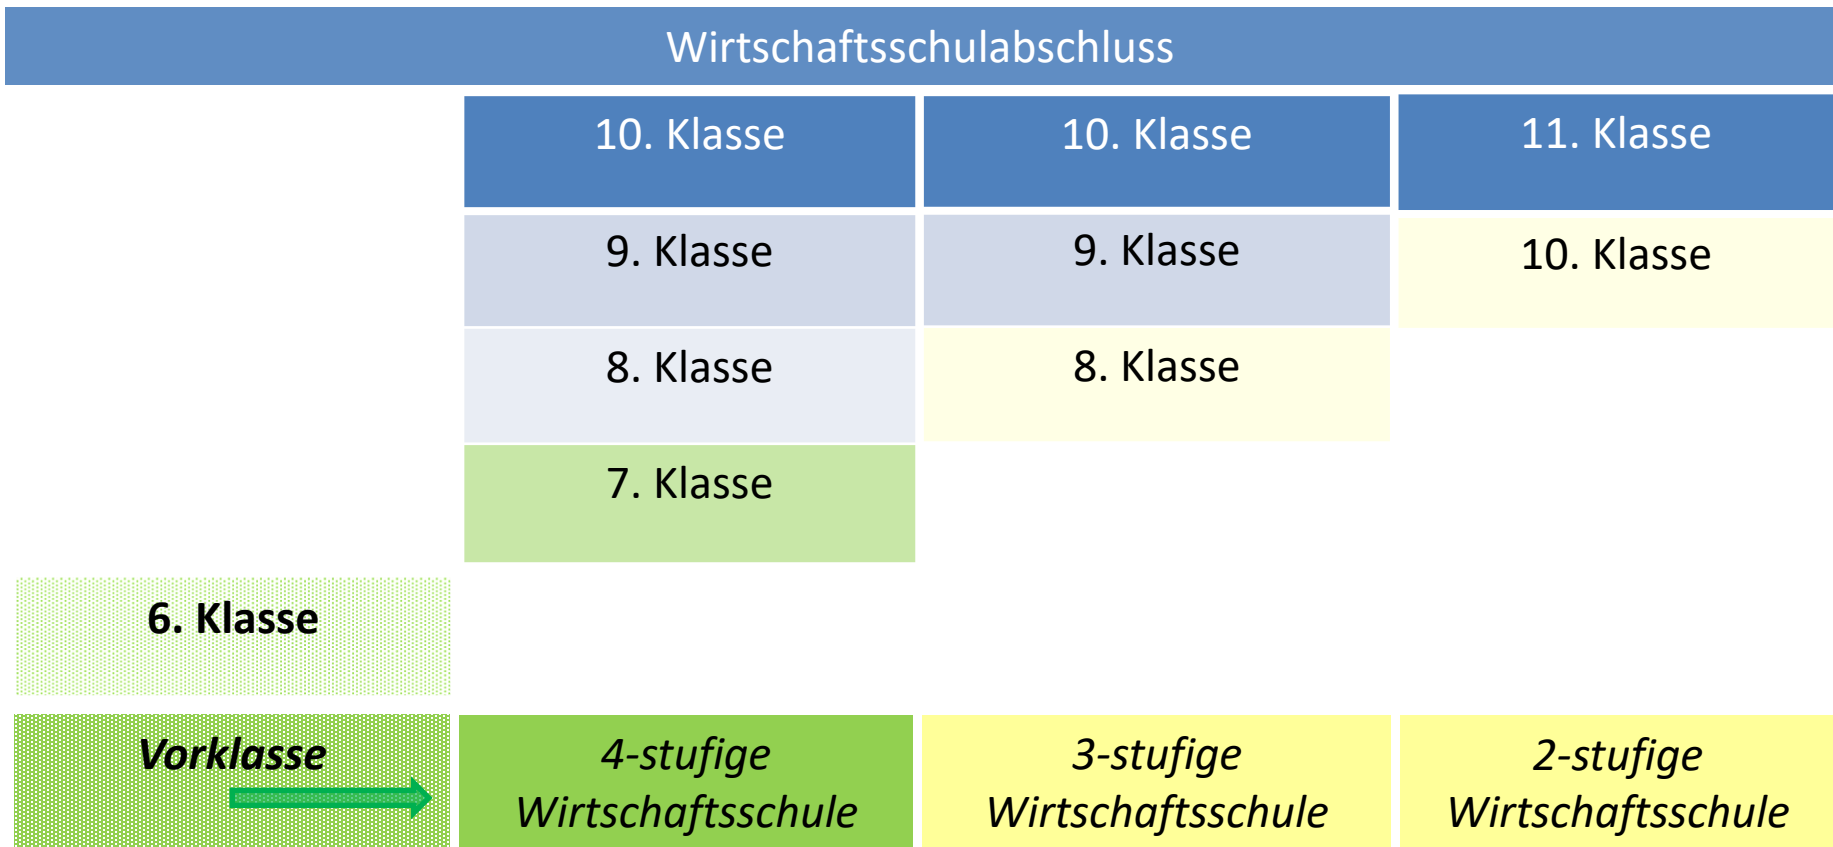 Wirtschaftsschulabschluss
10. Klasse
10. Klasse
11. Klasse
9. Klasse
9. Klasse
10. Klasse
8. Klasse
8. Klasse
7. Klasse
6. Klasse
Vorklasse
4-stufige
Wirtschaftsschule
3-stufige
Wirtschaftsschule
2-stufige
Wirtschaftsschule